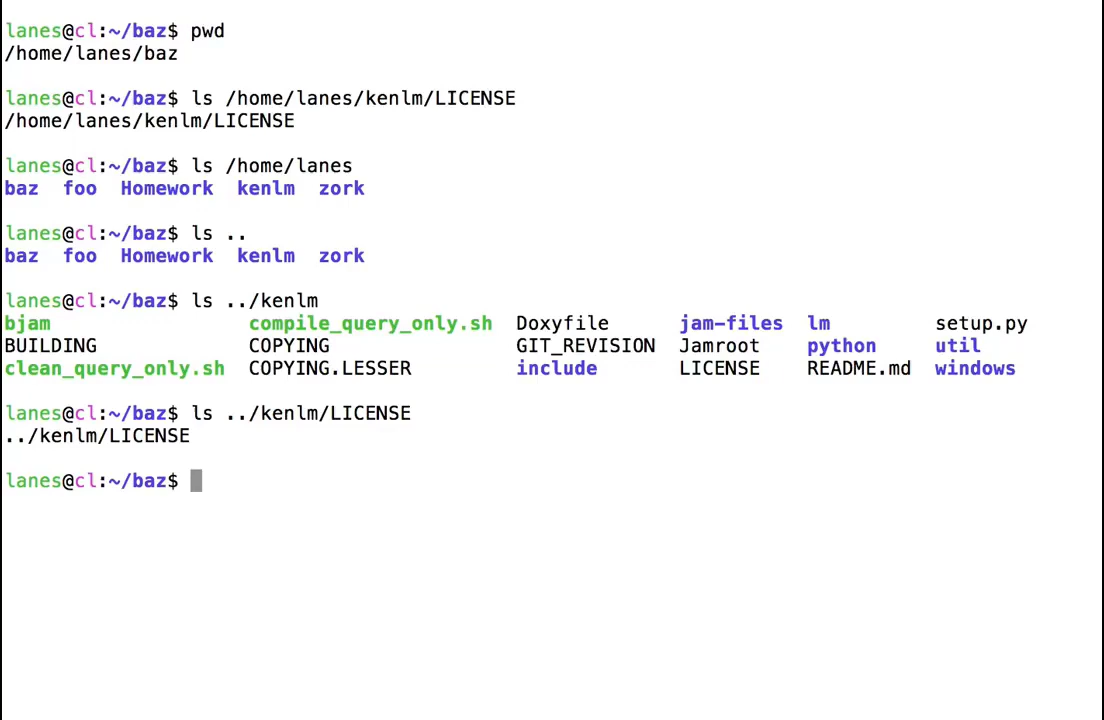 lanes@cl:~/baz$ pwd
/home/lanes/baz
lanes@cl:~/baz$ ls /home/lanes/kenlm/LICENSE
/home/lanes/kenlm/LICENSE
lanes@cl:~/baz$ ls /home/lanes
baz  foo  Homework  kenlm  zork
lanes@cl:~/baz$ ls ..
baz  foo  Homework  kenlm  zork
lanes@cl:~/baz$ ls ../kenlm
bjam                 compile_query_only.sh  Doxyfile      jam-files  lm         setup.py
BUILDING             COPYING                GIT_REVISION  Jamroot    python     util
clean_query_only.sh  COPYING.LESSER         include       LICENSE    README.md  windows
lanes@cl:~/baz$ ls ../kenlm/LICENSE
../kenlm/LICENSE
lanes@cl:~/baz$